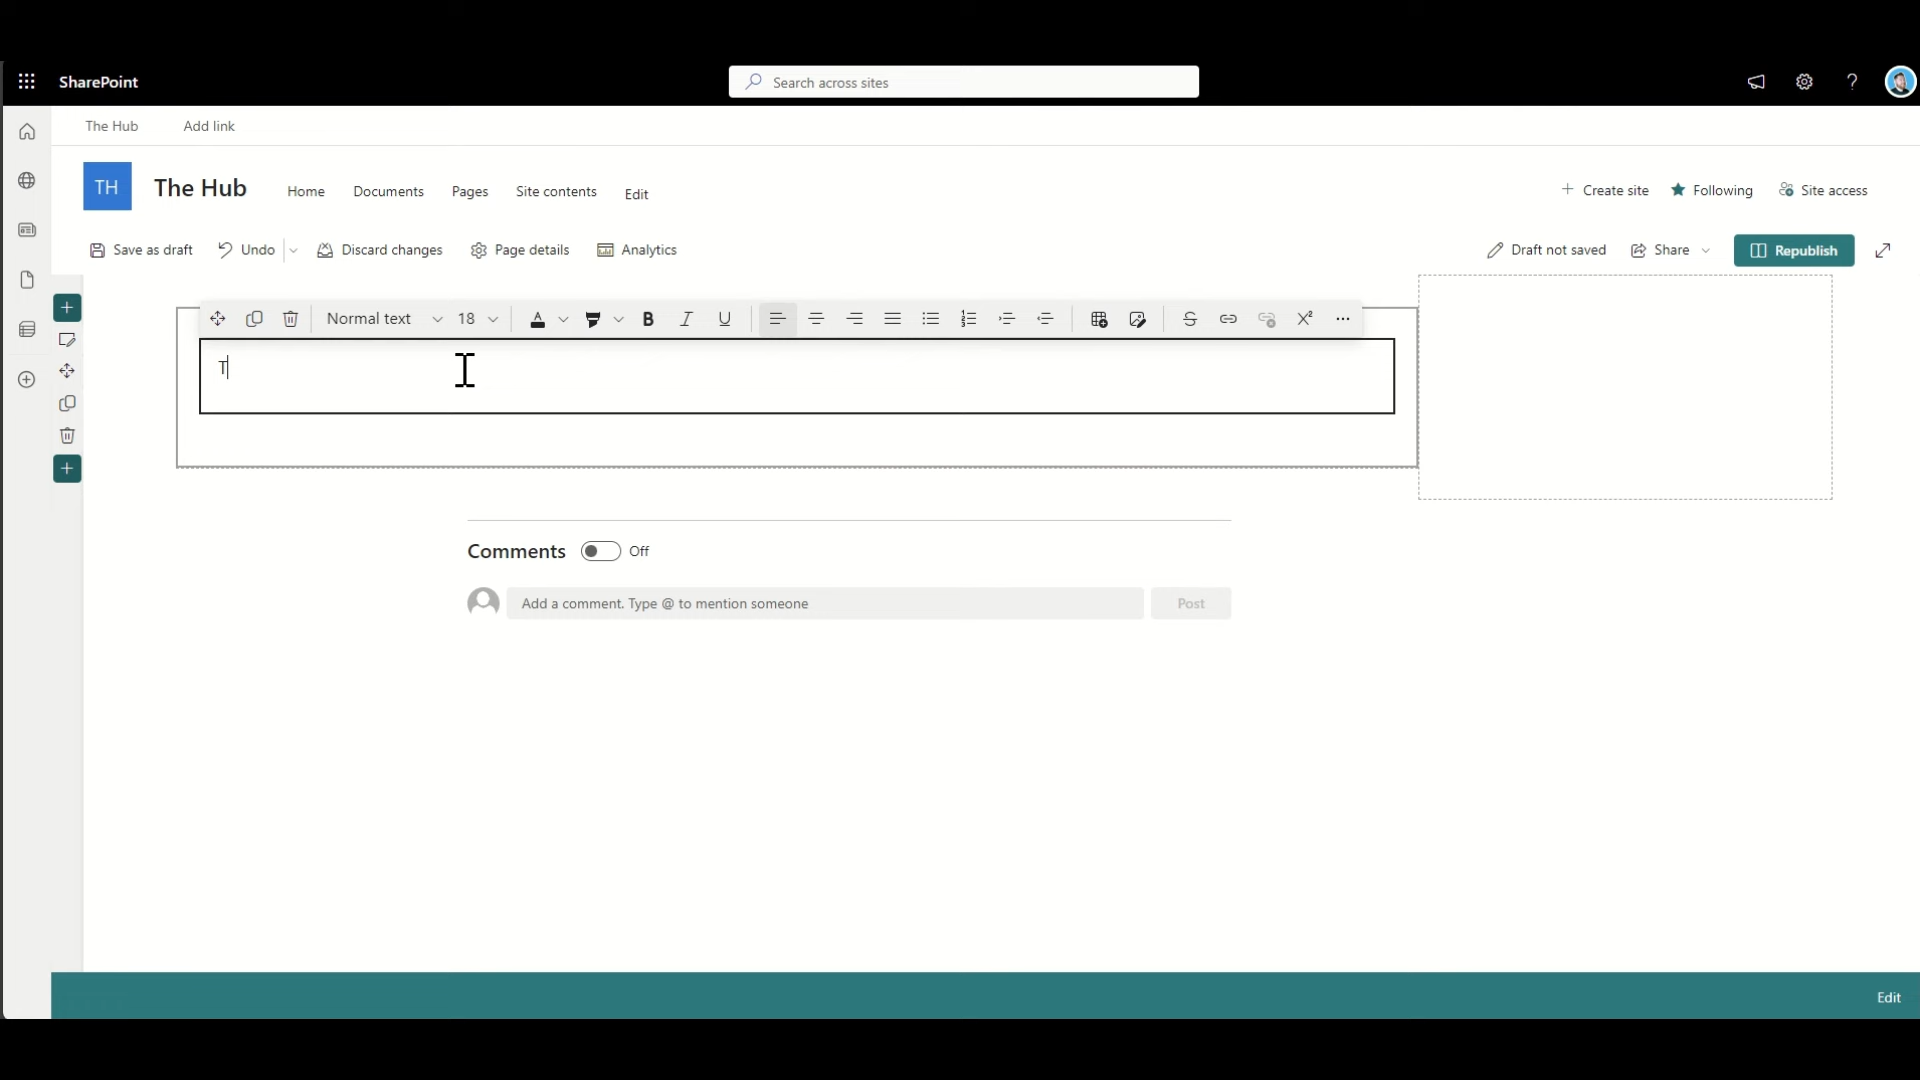 SharePoint
Search across sites
?
The Hub Add link
TH The Hub Home Documents Pages Site contents Edit
+ Create site Following Site access
Save as draft Undo Discard changes Page details Analytics
Draft not saved Share Republish
Normal text 18 A B I U S X² ...
T
Comments Off
Add a comment. Type @ to mention someone Post
Edit